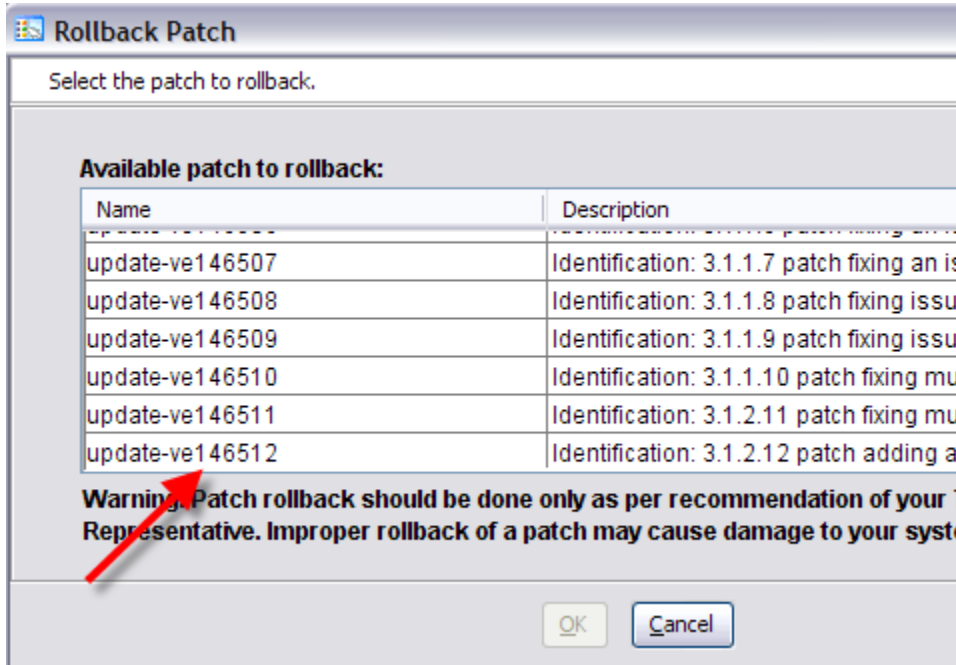 Rollback Patch
Select the patch to rollback.
Available patch to rollback:
Name Description
update-ve146507 Identification: 3.1.1.7 patch fixing an is
update-ve146508 Identification: 3.1.1.8 patch fixing issu
update-ve146509 Identification: 3.1.1.9 patch fixing issu
update-ve146510 Identification: 3.1.1.10 patch fixing mu
update-ve146511 Identification: 3.1.2.11 patch fixing mu
update-ve146512 Identification: 3.1.2.12 patch adding a
Warning: Patch rollback should be done only as per recommendation of your
Representative. Improper rollback of a patch may cause damage to your syst
OK Cancel